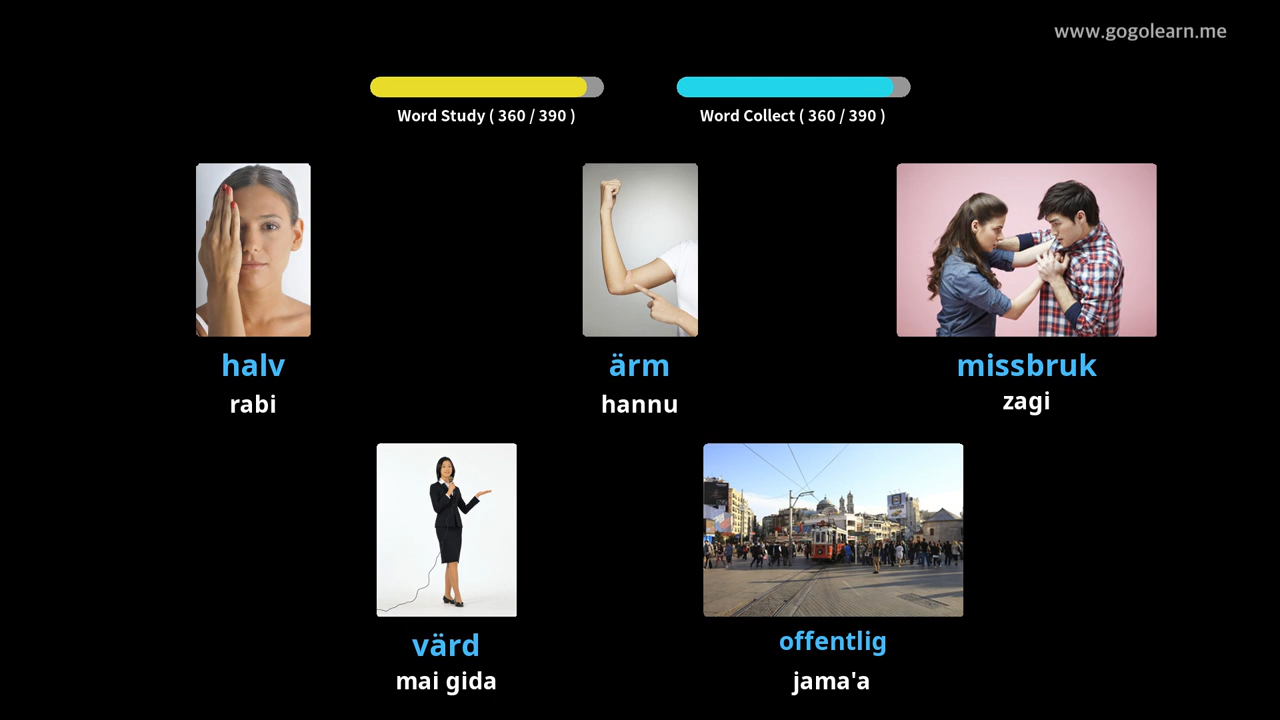 www.gogolearn.me
Word Study ( 360 / 390 )
Word Collect ( 360 / 390 )
halv
rabi
ärm
hannu
missbruk
zagi
värd
mai gida
offentlig
jama'a